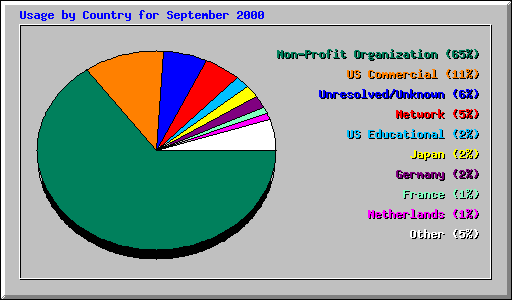 Usage by Country for September 2000
Non-Profit Organization (65%)
US Commercial (11%)
Unresolved/Unknown (6%)
Network (5%)
US Educational (2%)
Japan (2%)
Germany (2%)
France (1%)
Netherlands (1%)
Other (5%)